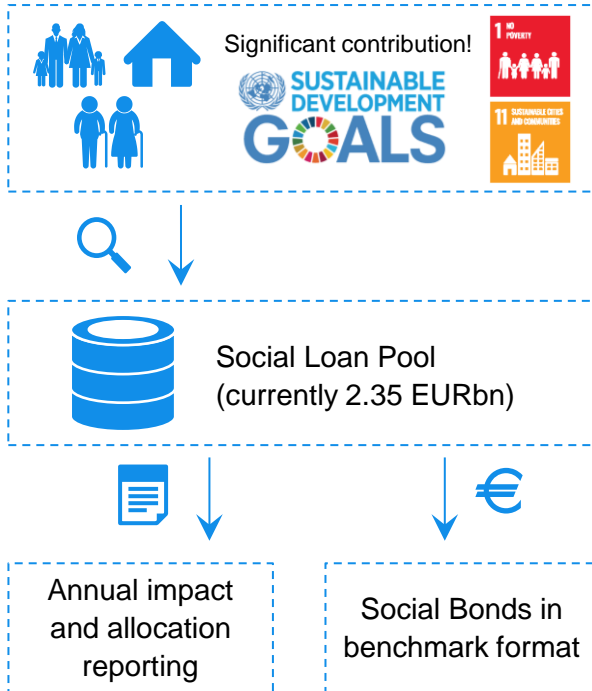 Significant contribution!
SUSTAINABLE
DEVELOPMENT
GOALS
1 NO
POVERTY
11 SUSTAINABLE CITIES
AND COMMUNITIES
Social Loan Pool
(currently 2.35 EURbn)
€
Annual impact
and allocation
reporting
Social Bonds in
benchmark format